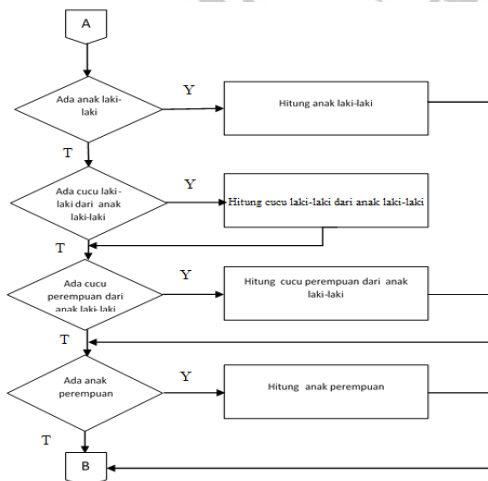 A
Ada anak laki-
laki
Y
Hitung anak laki-laki
T
Ada cucu laki-
laki dari anak
laki-laki
Y
Hitung cucu laki-laki dari anak laki-laki
T
Ada cucu
perempuan dari
anak laki-laki
Y
Hitung cucu perempuan dari anak
laki-laki
T
Ada anak
perempuan
Y
Hitung anak perempuan
T
B